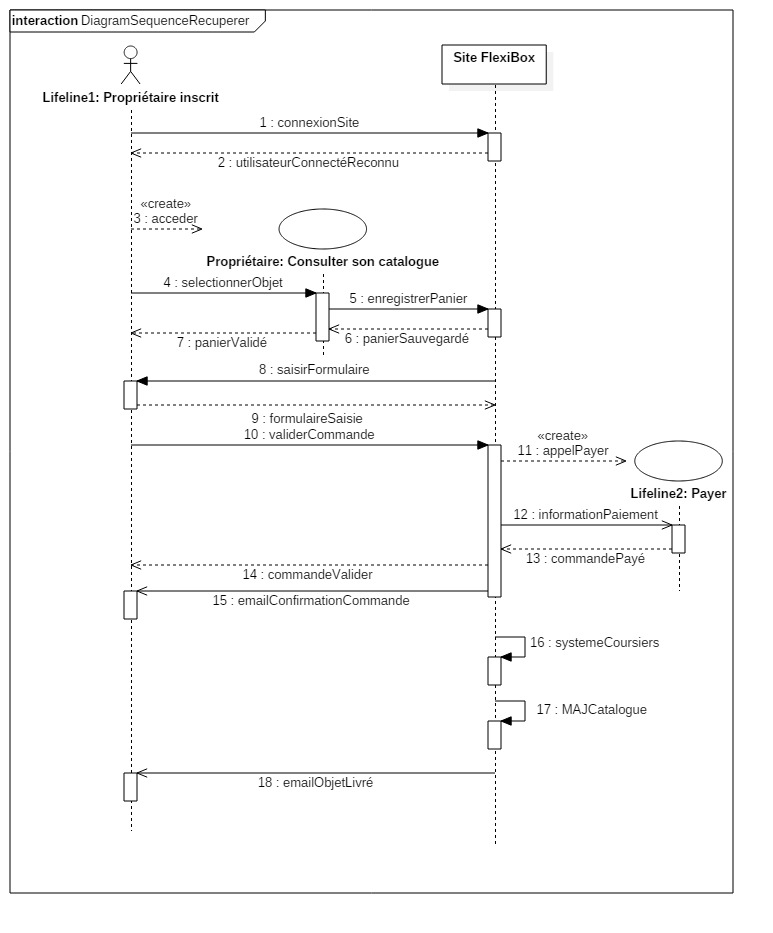 interaction DiagramSequenceRecuperer
Site FlexiBox
Lifeline1: Propriétaire inscrit
1 : connexionSite
2 : utilisateurConnectéReconnu
«create»
3 : acceder
Propriétaire: Consulter son catalogue
4 : selectionnerObjet
5 : enregistrerPanier
6 : panierSauvegardé
7 : panierValidé
8 : saisirFormulaire
9 : formulaireSaisie
10 : validerCommande
«create»
11 : appelPayer
Lifeline2: Payer
12 : informationPaiement
13 : commandePayé
14 : commandeValider
15 : emailConfirmationCommande
16 : systemeCoursiers
17 : MAJCatalogue
18 : emailObjetLivré